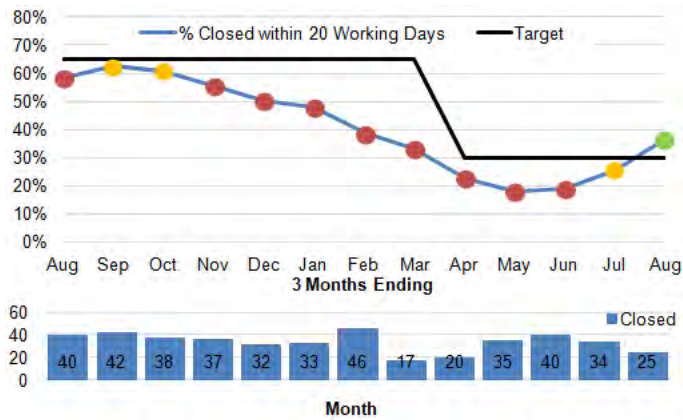 80%
% Closed within 20 Working Days Target
70%
60%
50%
40%
30%
20%
10%
0%
Aug Sep Oct Nov Dec Jan Feb Mar Apr May Jun Jul Aug
3 Months Ending
60
Closed
40
20
0
40 42 38 37 32 33 46 17 20 35 40 34 25
Month